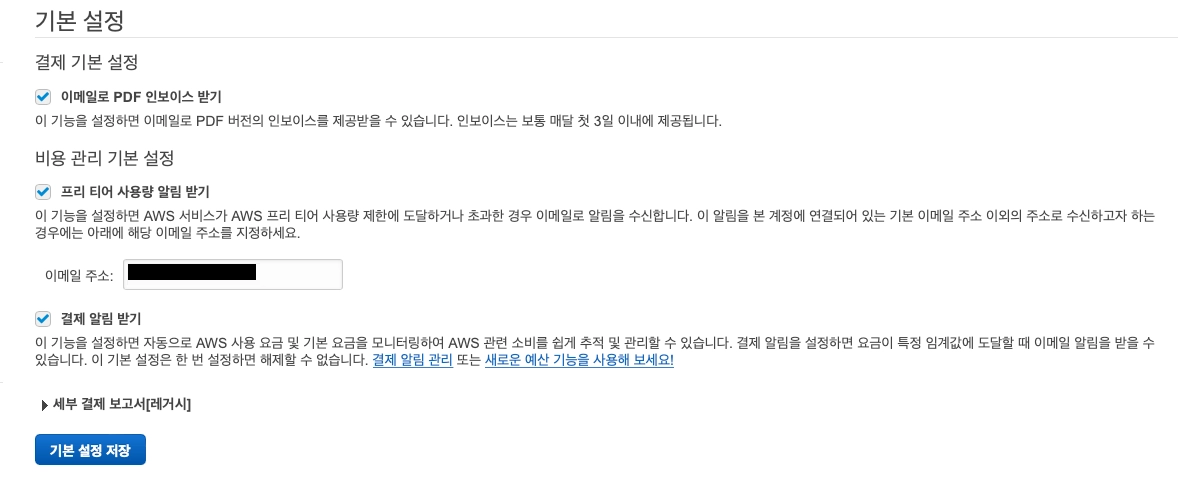 기본 설정
결제 기본 설정
이메일로 PDF 인보이스 받기
이 기능을 설정하면 이메일로 PDF 버전의 인보이스를 제공받을 수 있습니다. 인보이스는 보통 매달 첫 3일 이내에 제공됩니다.
비용 관리 기본 설정
프리 티어 사용량 알림 받기
이 기능을 설정하면 AWS 서비스가 AWS 프리 티어 사용량 제한에 도달하거나 초과한 경우 이메일로 알림을 수신합니다. 이 알림을 본 계정에 연결되어 있는 기본 이메일 주소 이외의 주소로 수신하고자 하는
경우에는 아래에 해당 이메일 주소를 지정하세요.
이메일 주소:
결제 알림 받기
이 기능을 설정하면 자동으로 AWS 사용 요금 및 기본 요금을 모니터링하여 AWS 관련 소비를 쉽게 추적 및 관리할 수 있습니다. 결제 알림을 설정하면 요금이 특정 임계값에 도달할 때 이메일 알림을 받을 수
있습니다. 이 기본 설정은 한 번 설정하면 해제할 수 없습니다. 결제 알림 관리 또는 새로운 예산 기능을 사용해 보세요!
세부 결제 보고서[레거시]
기본 설정 저장